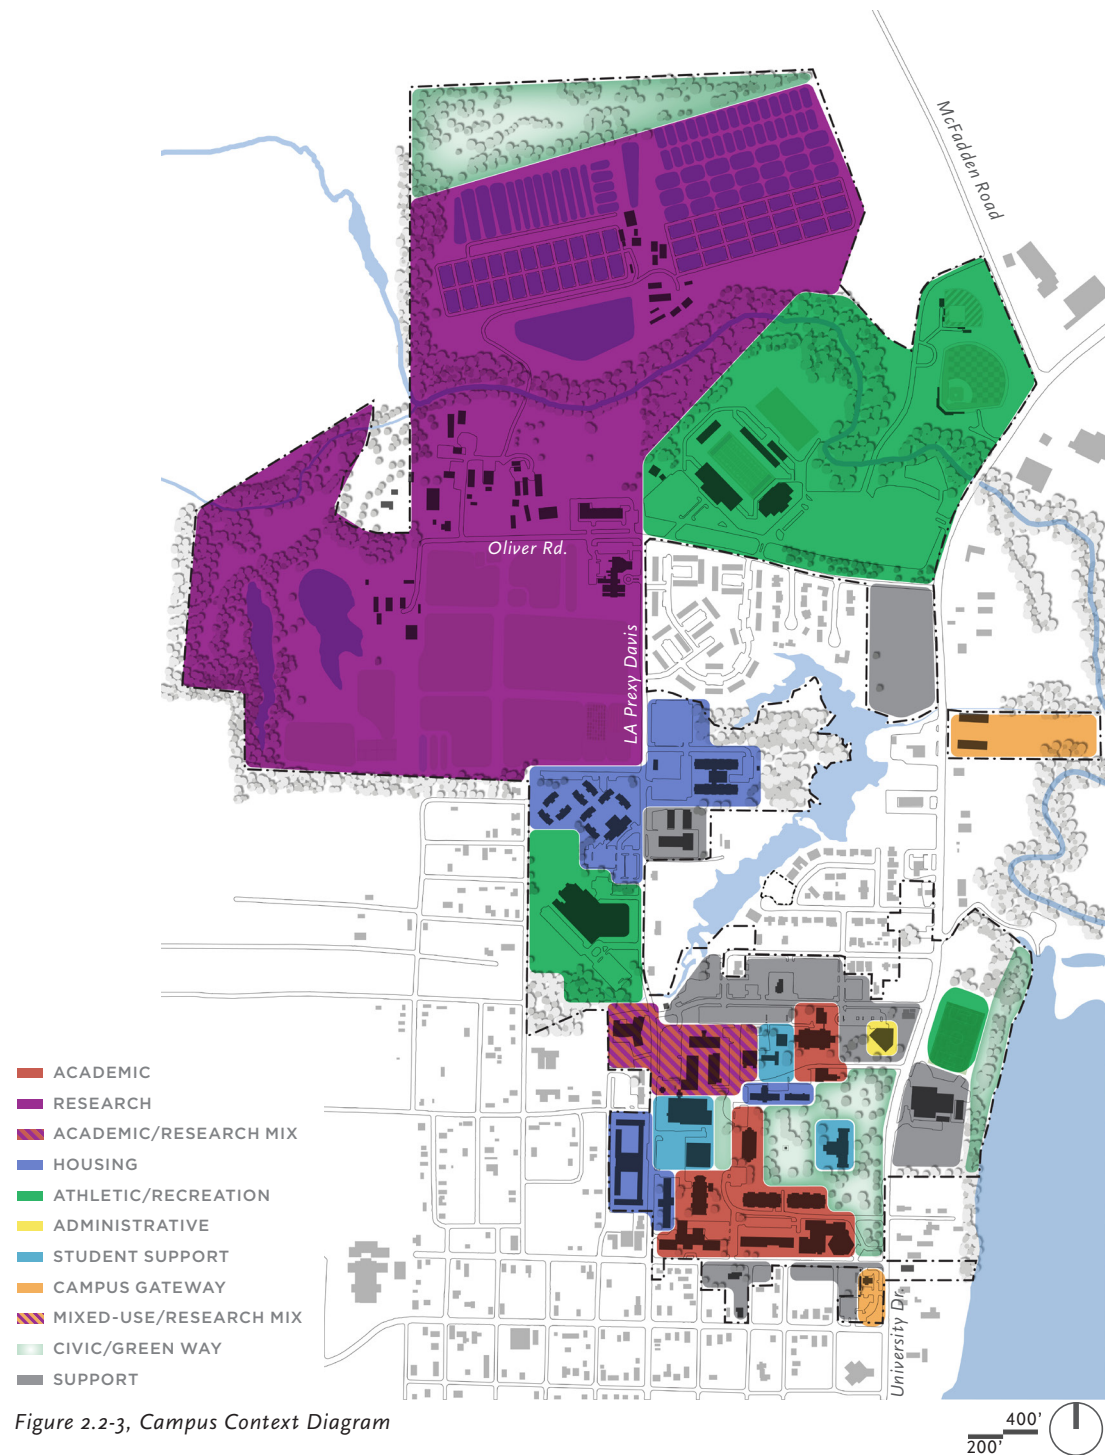 McFadden Road
Oliver Rd.
LA Prexy Davis
ACADEMIC
RESEARCH
ACADEMIC/RESEARCH MIX
HOUSING
ATHLETIC/RECREATION
ADMINISTRATIVE
STUDENT SUPPORT
CAMPUS GATEWAY
MIXED-USE/RESEARCH MIX
CIVIC/GREEN WAY
SUPPORT
University Dr.
Figure 2.2-3, Campus Context Diagram
400'
200'